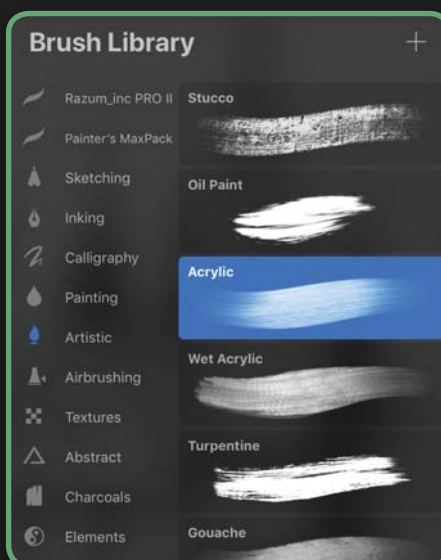 Brush Library
Razum_inc PRO II
Painter's MaxPack
Sketching
Inking
Calligraphy
Painting
Artistic
Airbrushing
Textures
Abstract
Charcoals
Elements
Stucco
Oil Paint
Acrylic
Wet Acrylic
Turpentine
Gouache